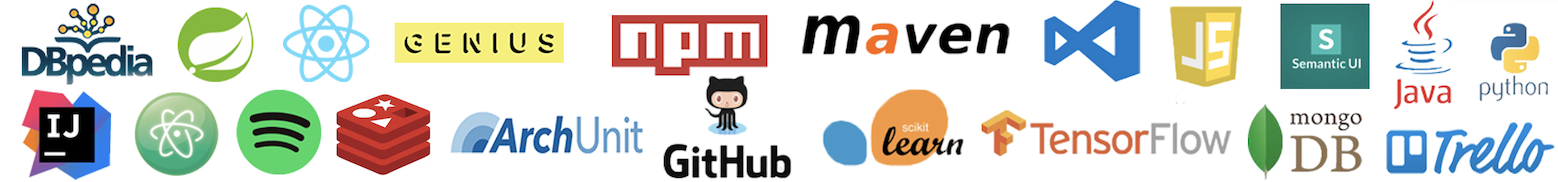 DBpedia
GENIUS
npm
maven
JS
S
Semantic UI
Java
python
IJ
ArchUnit
GitHub
scikit
learn
TensorFlow
mongo
DB
Trello